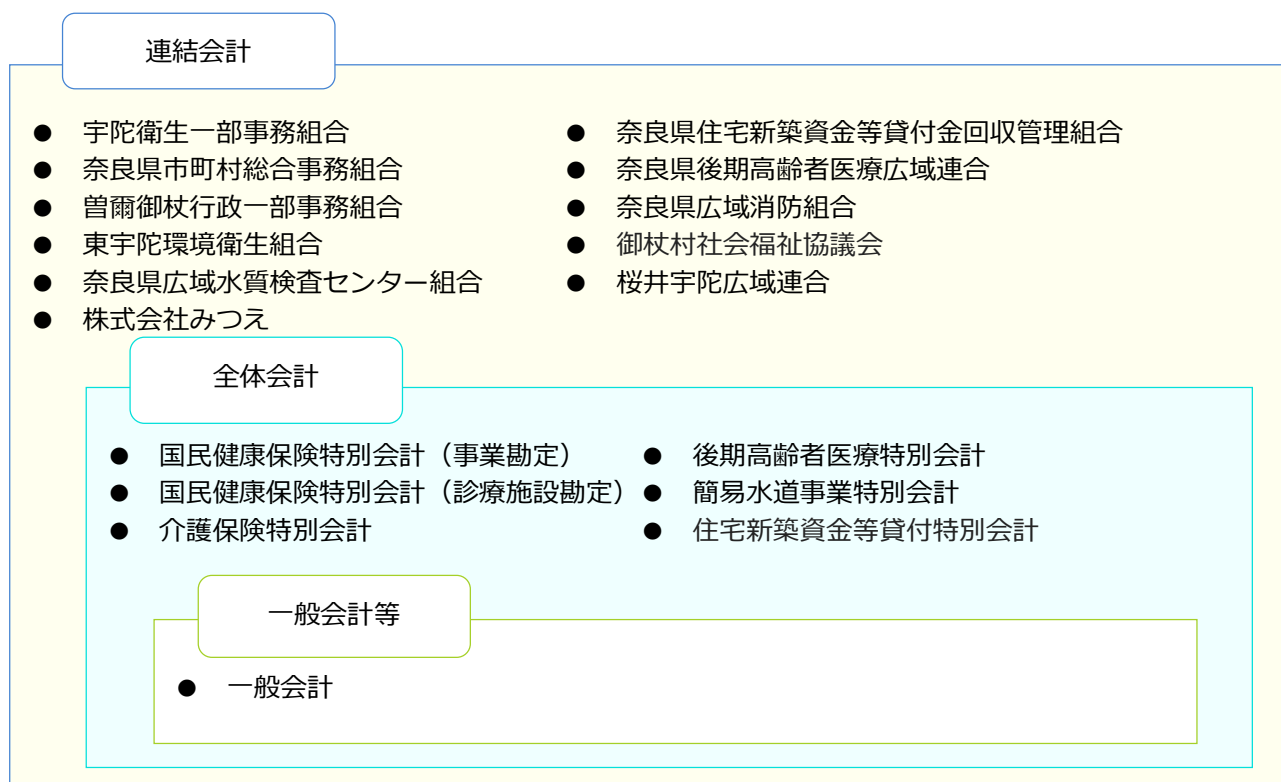 連結会計
● 宇陀衛生一部事務組合
● 奈良県市町村総合事務組合
● 曽爾御杖行政一部事務組合
● 東宇陀環境衛生組合
● 奈良県広域水質検査センター組合
● 株式会社みつえ
● 奈良県住宅新築資金等貸付金回収管理組合
● 奈良県後期高齢者医療広域連合
● 奈良県広域消防組合
● 御杖村社会福祉協議会
● 桜井宇陀広域連合
全体会計
● 国民健康保険特別会計（事業勘定）
● 国民健康保険特別会計（診療施設勘定）
● 介護保険特別会計
● 後期高齢者医療特別会計
● 簡易水道事業特別会計
● 住宅新築資金等貸付特別会計
一般会計等
● 一般会計